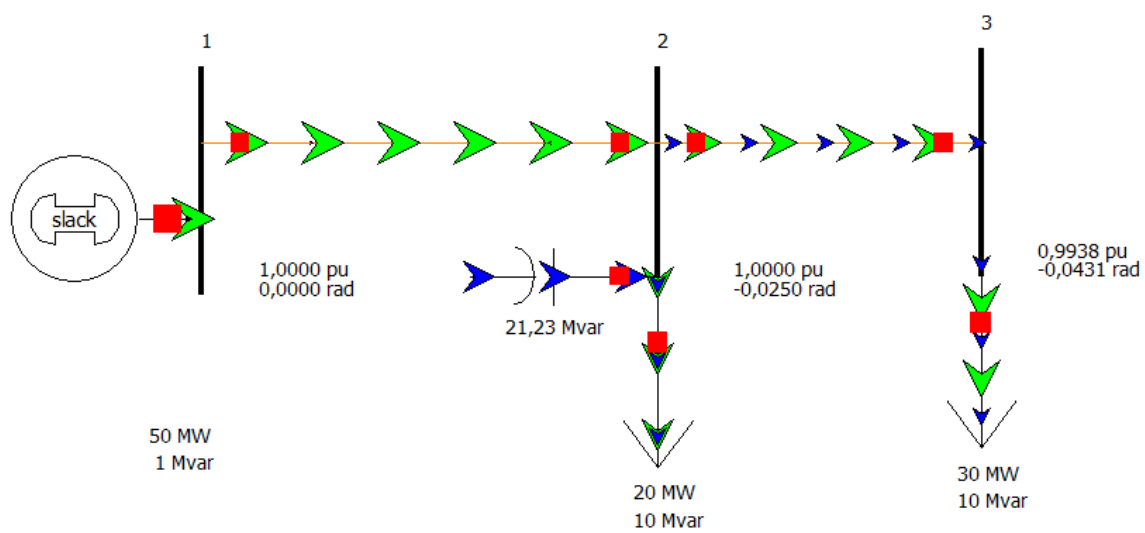 1
2
3
slack
1,0000 pu
0,0000 rad
21,23 Mvar
1,0000 pu
-0,0250 rad
0,9938 pu
-0,0431 rad
50 MW
1 Mvar
20 MW
10 Mvar
30 MW
10 Mvar